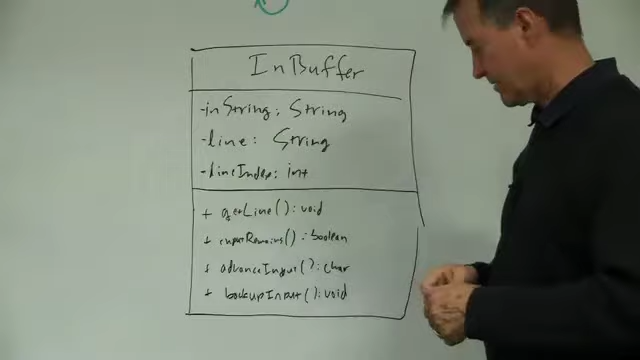 InBuffer
-inString: String
-line: String
-lineIndex: int
+ getLine(): void
+ inputRemains(): boolean
+ advanceInput(): char
+ backupInput(): void